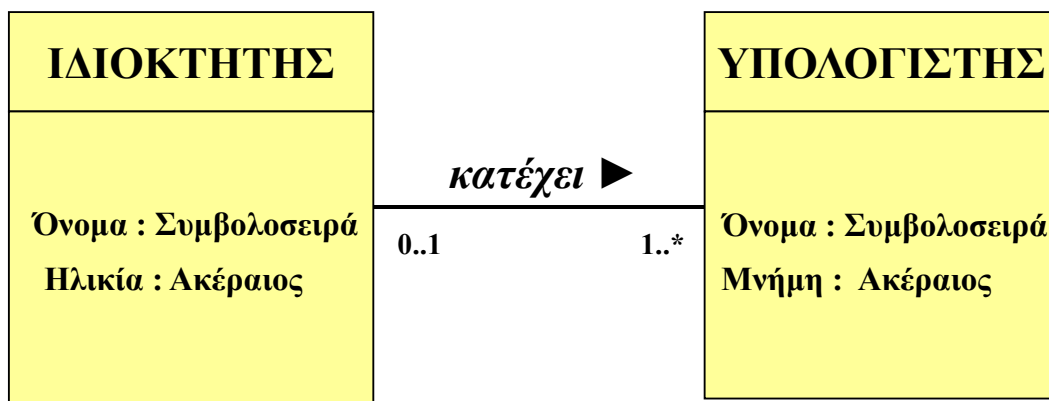 ΙΔΙΟΚΤΗΤΗΣ
Όνομα : Συμβολοσειρά
Ηλικία : Ακέραιος
κατέχει ►
0..1
1..*
ΥΠΟΛΟΓΙΣΤΗΣ
Όνομα : Συμβολοσειρά
Μνήμη : Ακέραιος